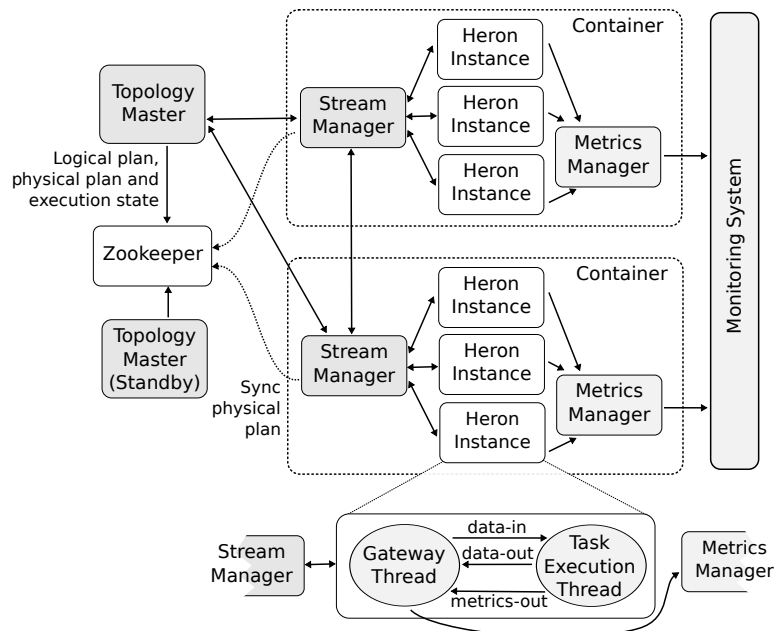 Container
Heron
Instance
Topology
Master
Stream
Manager
Heron
Instance
Metrics
Manager
Heron
Instance
Logical plan,
physical plan and
execution state
Zookeeper
Monitoring System
Container
Heron
Instance
Topology
Master
(Standby)
Stream
Manager
Heron
Instance
Metrics
Manager
Heron
Instance
Sync
physical
plan
Stream
Manager
Gateway
Thread
data-in
data-out
metrics-out
Task
Execution
Thread
Metrics
Manager